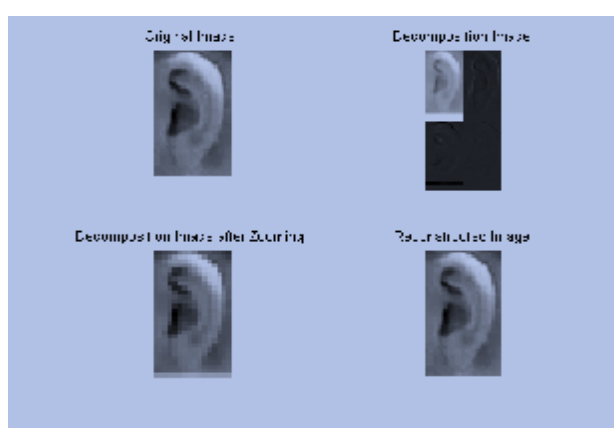 Original Image
Decomposition Image
Decomposition Image after Zooming
Reconstructed Image